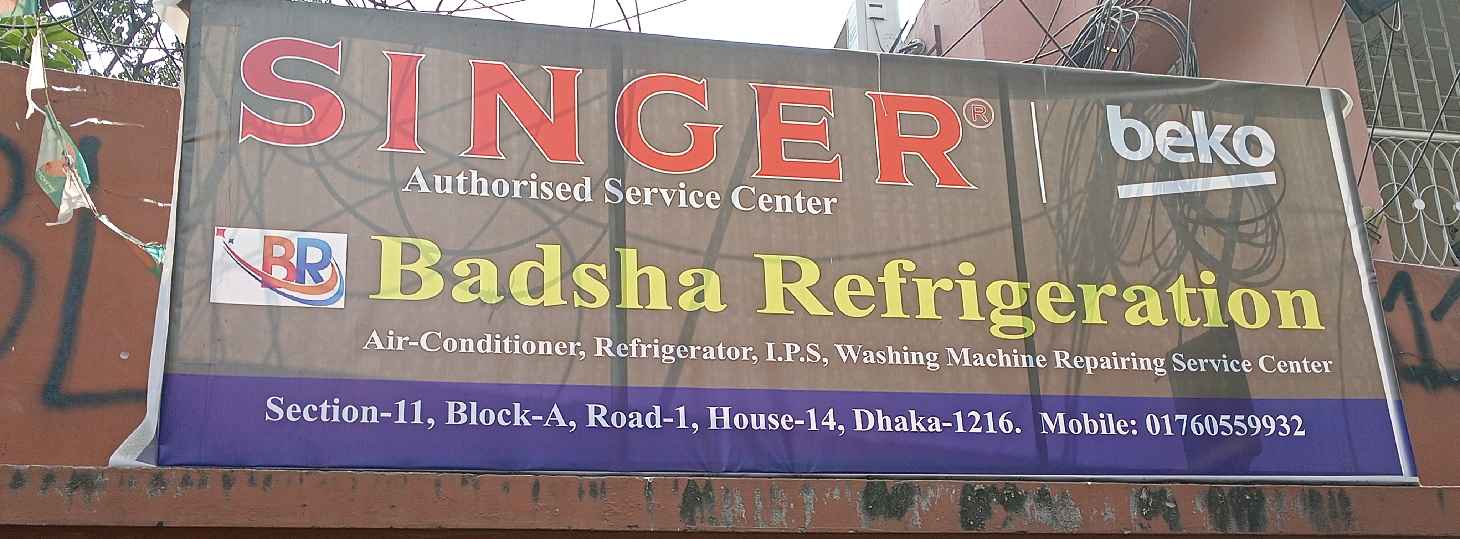 SINGER® | beko
Authorised Service Center
BR
Badsha Refrigeration
Air-Conditioner, Refrigerator, I.P.S, Washing Machine Repairing Service Center
Section-11, Block-A, Road-1, House-14, Dhaka-1216. Mobile: 01760559932